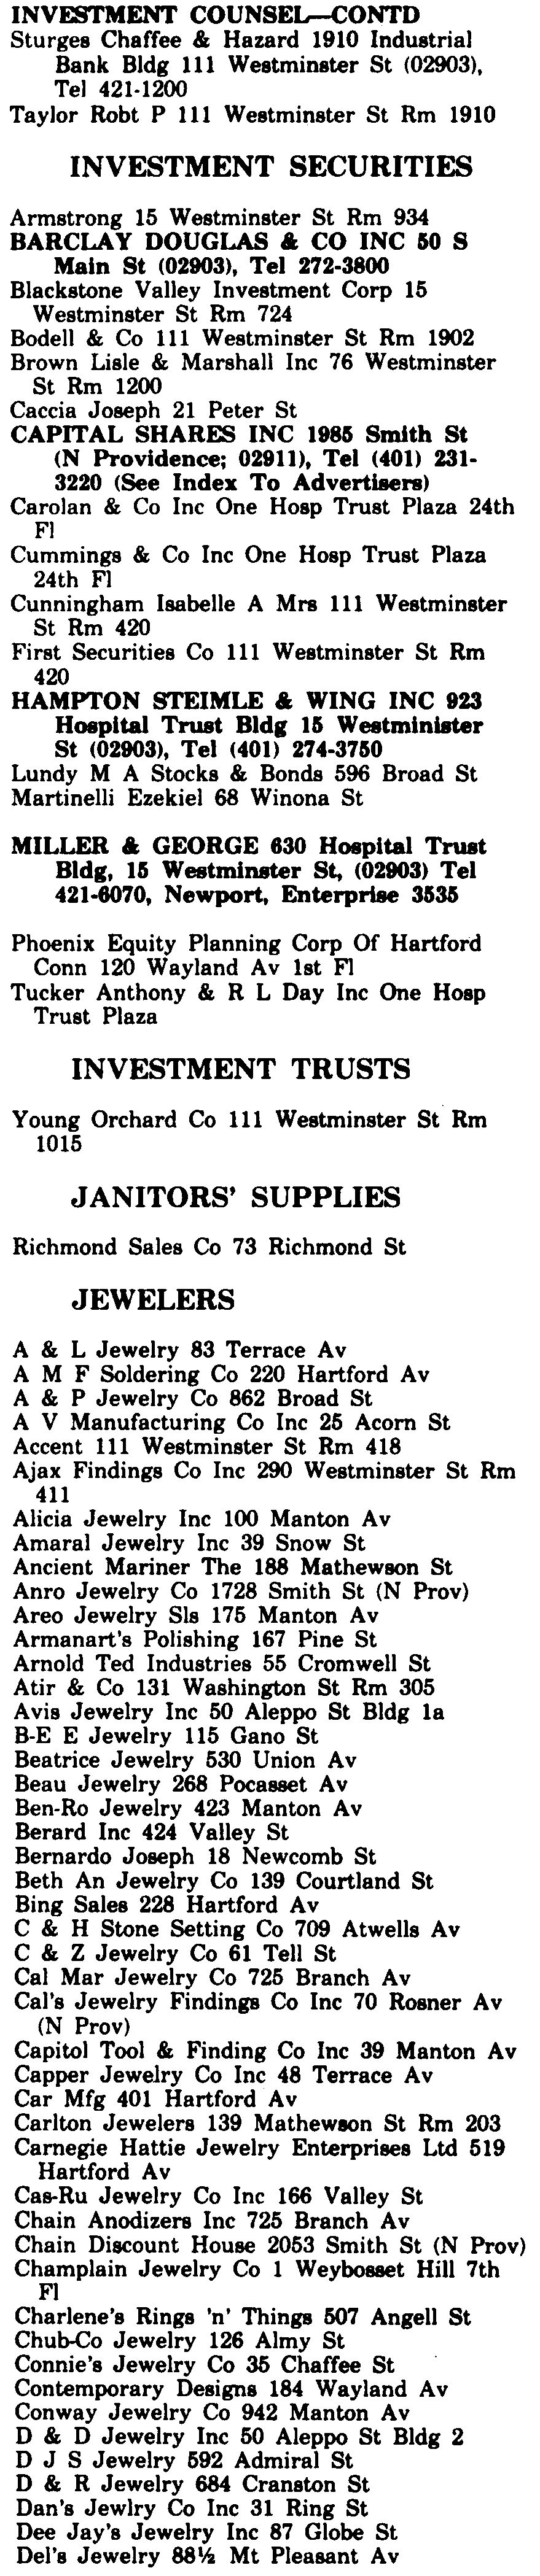 INVESTMENT COUNSEL—CONTD
Sturges Chaffee & Hazard 1910 Industrial
Bank Bldg 111 Westminster St (02903),
Tel 421-1200
Taylor Robt P 111 Westminster St Rm 1910
INVESTMENT SECURITIES
Armstrong 15 Westminster St Rm 934
BARCLAY DOUGLAS & CO INC 50 S
Main St (02903), Tel 272-3800
Blackstone Valley Investment Corp 15
Westminster St Rm 724
Bodell & Co 111 Westminster St Rm 1902
Brown Lisle & Marshall Inc 76 Westminster
St Rm 1200
Caccia Joseph 21 Peter St
CAPITAL SHARES INC 1985 Smith St
(N Providence; 02911), Tel (401) 231-
3220 (See Index To Advertisers)
Carolan & Co Inc One Hosp Trust Plaza 24th
Fl
Cummings & Co Inc One Hosp Trust Plaza
24th Fl
Cunningham Isabelle A Mrs 111 Westminster
St Rm 420
First Securities Co 111 Westminster St Rm
420
HAMPTON STEIMLE & WING INC 923
Hospital Trust Bldg 15 Westminister
St (02903), Tel (401) 274-3750
Lundy M A Stocks & Bonds 596 Broad St
Martinelli Ezekiel 68 Winona St
MILLER & GEORGE 630 Hospital Trust
Bldg, 15 Westminster St, (02903) Tel
421-6070, Newport, Enterprise 3535
Phoenix Equity Planning Corp Of Hartford
Conn 120 Wayland Av 1st Fl
Tucker Anthony & R L Day Inc One Hosp
Trust Plaza
INVESTMENT TRUSTS
Young Orchard Co 111 Westminster St Rm
1015
JANITORS' SUPPLIES
Richmond Sales Co 73 Richmond St
JEWELERS
A & L Jewelry 83 Terrace Av
A M F Soldering Co 220 Hartford Av
A & P Jewelry Co 862 Broad St
A V Manufacturing Co Inc 25 Acorn St
Accent 111 Westminster St Rm 418
Ajax Findings Co Inc 290 Westminster St Rm
411
Alicia Jewelry Inc 100 Manton Av
Amaral Jewelry Inc 39 Snow St
Ancient Mariner The 188 Mathewson St
Anro Jewelry Co 1728 Smith St (N Prov)
Areo Jewelry Sls 175 Manton Av
Armanart's Polishing 167 Pine St
Arnold Ted Industries 55 Cromwell St
Atir & Co 131 Washington St Rm 305
Avis Jewelry Inc 50 Aleppo St Bldg 1a
B-E E Jewelry 115 Gano St
Beatrice Jewelry 530 Union Av
Beau Jewelry 268 Pocasset Av
Ben-Ro Jewelry 423 Manton Av
Berard Inc 424 Valley St
Bernardo Joseph 18 Newcomb St
Beth An Jewelry Co 139 Courtland St
Bing Sales 228 Hartford Av
C & H Stone Setting Co 709 Atwells Av
C & Z Jewelry Co 61 Tell St
Cal Mar Jewelry Co 725 Branch Av
Cal's Jewelry Findings Co Inc 70 Rosner Av
(N Prov)
Capitol Tool & Finding Co Inc 39 Manton Av
Capper Jewelry Co Inc 48 Terrace Av
Car Mfg 401 Hartford Av
Carlton Jewelers 139 Mathewson St Rm 203
Carnegie Hattie Jewelry Enterprises Ltd 519
Hartford Av
Cas-Ru Jewelry Co Inc 166 Valley St
Chain Anodizers Inc 725 Branch Av
Chain Discount House 2053 Smith St (N Prov)
Champlain Jewelry Co 1 Weybosset Hill 7th
Fl
Charlene's Rings 'n' Things 507 Angell St
Chub-Co Jewelry 126 Almy St
Connie's Jewelry Co 35 Chaffee St
Contemporary Designs 184 Wayland Av
Conway Jewelry Co 942 Manton Av
D & D Jewelry Inc 50 Aleppo St Bldg 2
D J S Jewelry 592 Admiral St
D & R Jewelry 684 Cranston St
Dan's Jewlry Co Inc 31 Ring St
Dee Jay's Jewelry Inc 87 Globe St
Del's Jewelry 88½ Mt Pleasant Av